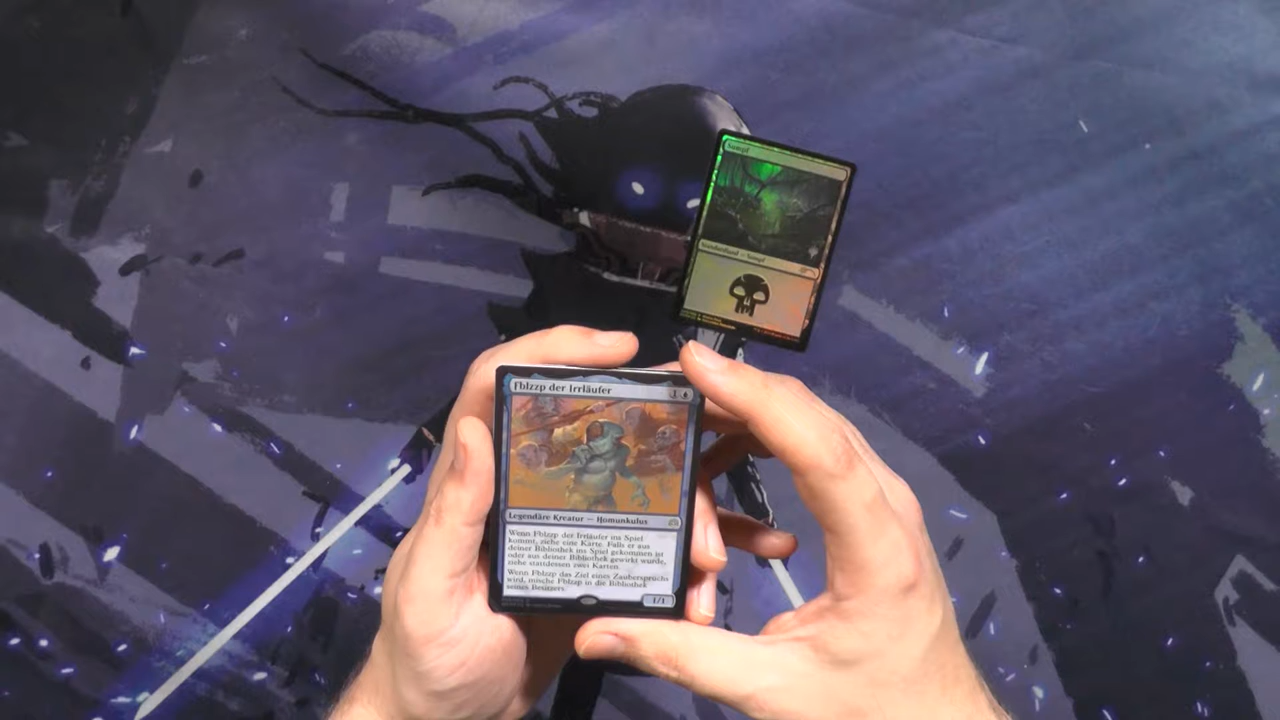 Sumpf
Standardland — Sumpf
Fblzzp der Irrläufer
1
Legendäre Kreatur — Homunkulus
Wenn Fblzzp der Irrläufer ins Spiel
kommt, ziehe eine Karte. Falls er aus
deiner Bibliothek ins Spiel gekommen ist
oder aus deiner Bibliothek gewirkt wurde,
ziehe stattdessen zwei Karten.
Wenn Fblzzp das Ziel eines Zauberspruchs
wird, mische Fblzzp in die Bibliothek
seines Besitzers.
1/1